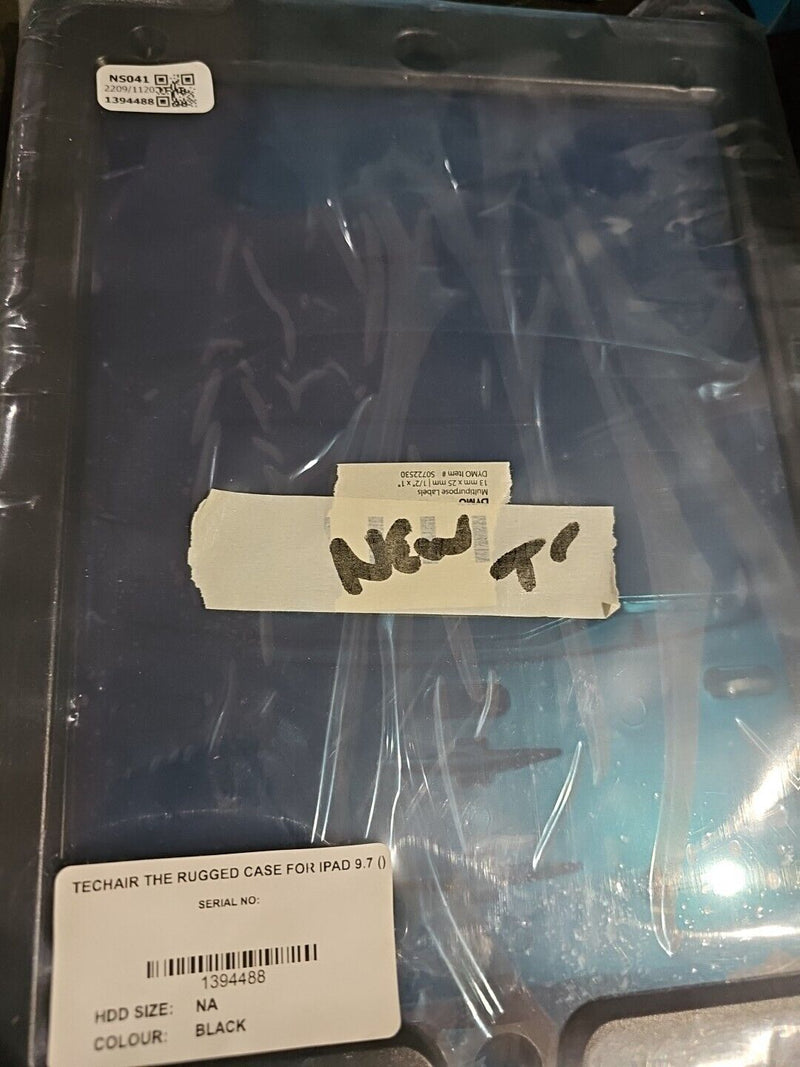 NS041
2209/1120
1394488
DYMO
Multipurpose Labels
13 mm x 25 mm | 1/2" x 1"
DYMO Item # S0722530
NEW
TECHAIR THE RUGGED CASE FOR IPAD 9.7 ()
SERIAL NO:
1394488
HDD SIZE: NA
COLOUR: BLACK